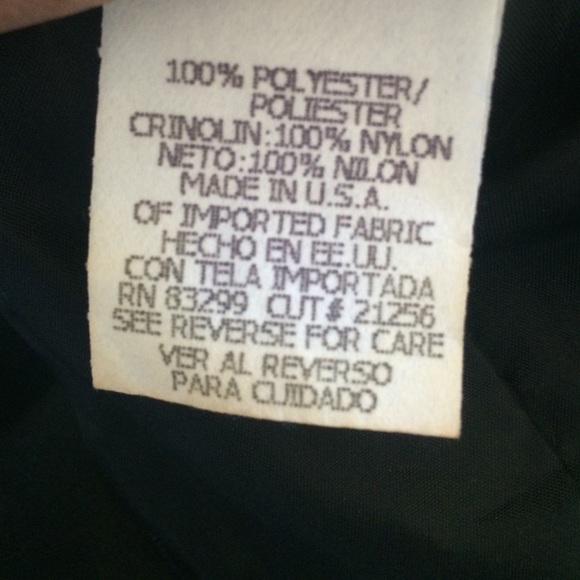 100% POLYESTER/
POLIESTER
CRINOLIN:100% NYLON
NETO:100% NILON
MADE IN U.S.A.
OF IMPORTED FABRIC
HECHO EN EE.UU.
CON TELA IMPORTADA
RN 83299 CUT# 21256
SEE REVERSE FOR CARE
VER AL REVERSO
PARA CUIDADO